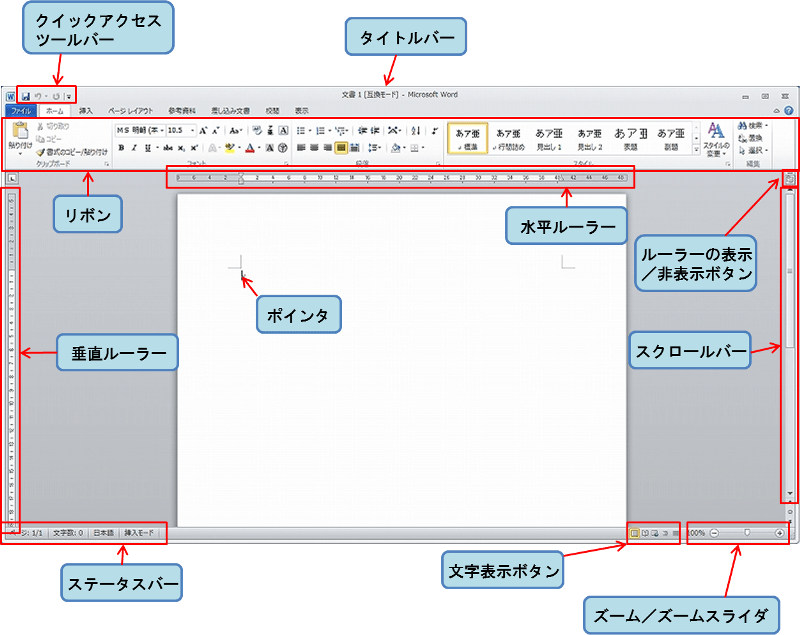 クイックアクセス
ツールバー
タイトルバー
文書 1 [互換モード] - Microsoft Word
ファイル ホーム 挿入 ページ レイアウト 参考資料 差し込み文書 校閲 表示
貼り付け
切り取り
コピー
書式のコピー/貼り付け
クリップボード
MS 明朝 (本 10.5
フォント
段落
あア亜 あア亜 あア亜 あア亜 あア亜 あア亜
標準 行間詰め 見出し 1 見出し 2 表題 副題
スタイルの
変更
スタイル
検索
置換
選択
編集
リボン
水平ルーラー
ルーラーの表示
／非表示ボタン
ポインタ
垂直ルーラー
スクロールバー
ページ: 1/1 文字数: 0 日本語 挿入モード
100%
ステータスバー
文字表示ボタン
ズーム／ズームスライダ